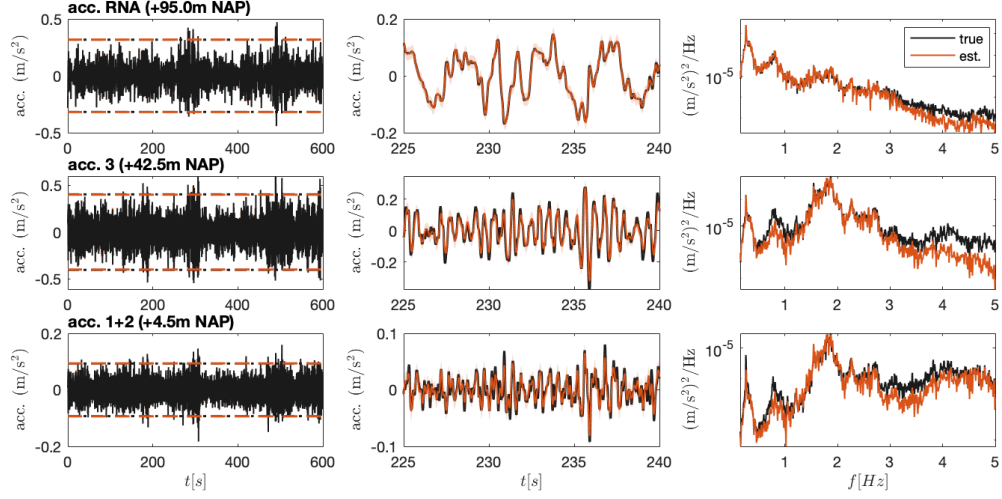 acc. RNA (+95.0m NAP)
acc. (m/s²)
0.5
0
-0.5
0 200 400 600
acc. (m/s²)
0.2
0
-0.2
225 230 235 240
(m/s²)²/Hz
10⁻⁵
true
est.
1 2 3 4 5
acc. 3 (+42.5m NAP)
acc. (m/s²)
0.5
0
-0.5
0 200 400 600
acc. (m/s²)
0.2
0
-0.2
225 230 235 240
(m/s²)²/Hz
10⁻⁵
1 2 3 4 5
acc. 1+2 (+4.5m NAP)
acc. (m/s²)
0.2
0
-0.2
0 200 400 600
t[s]
acc. (m/s²)
0.1
0
-0.1
225 230 235 240
t[s]
(m/s²)²/Hz
10⁻⁵
1 2 3 4 5
f[Hz]